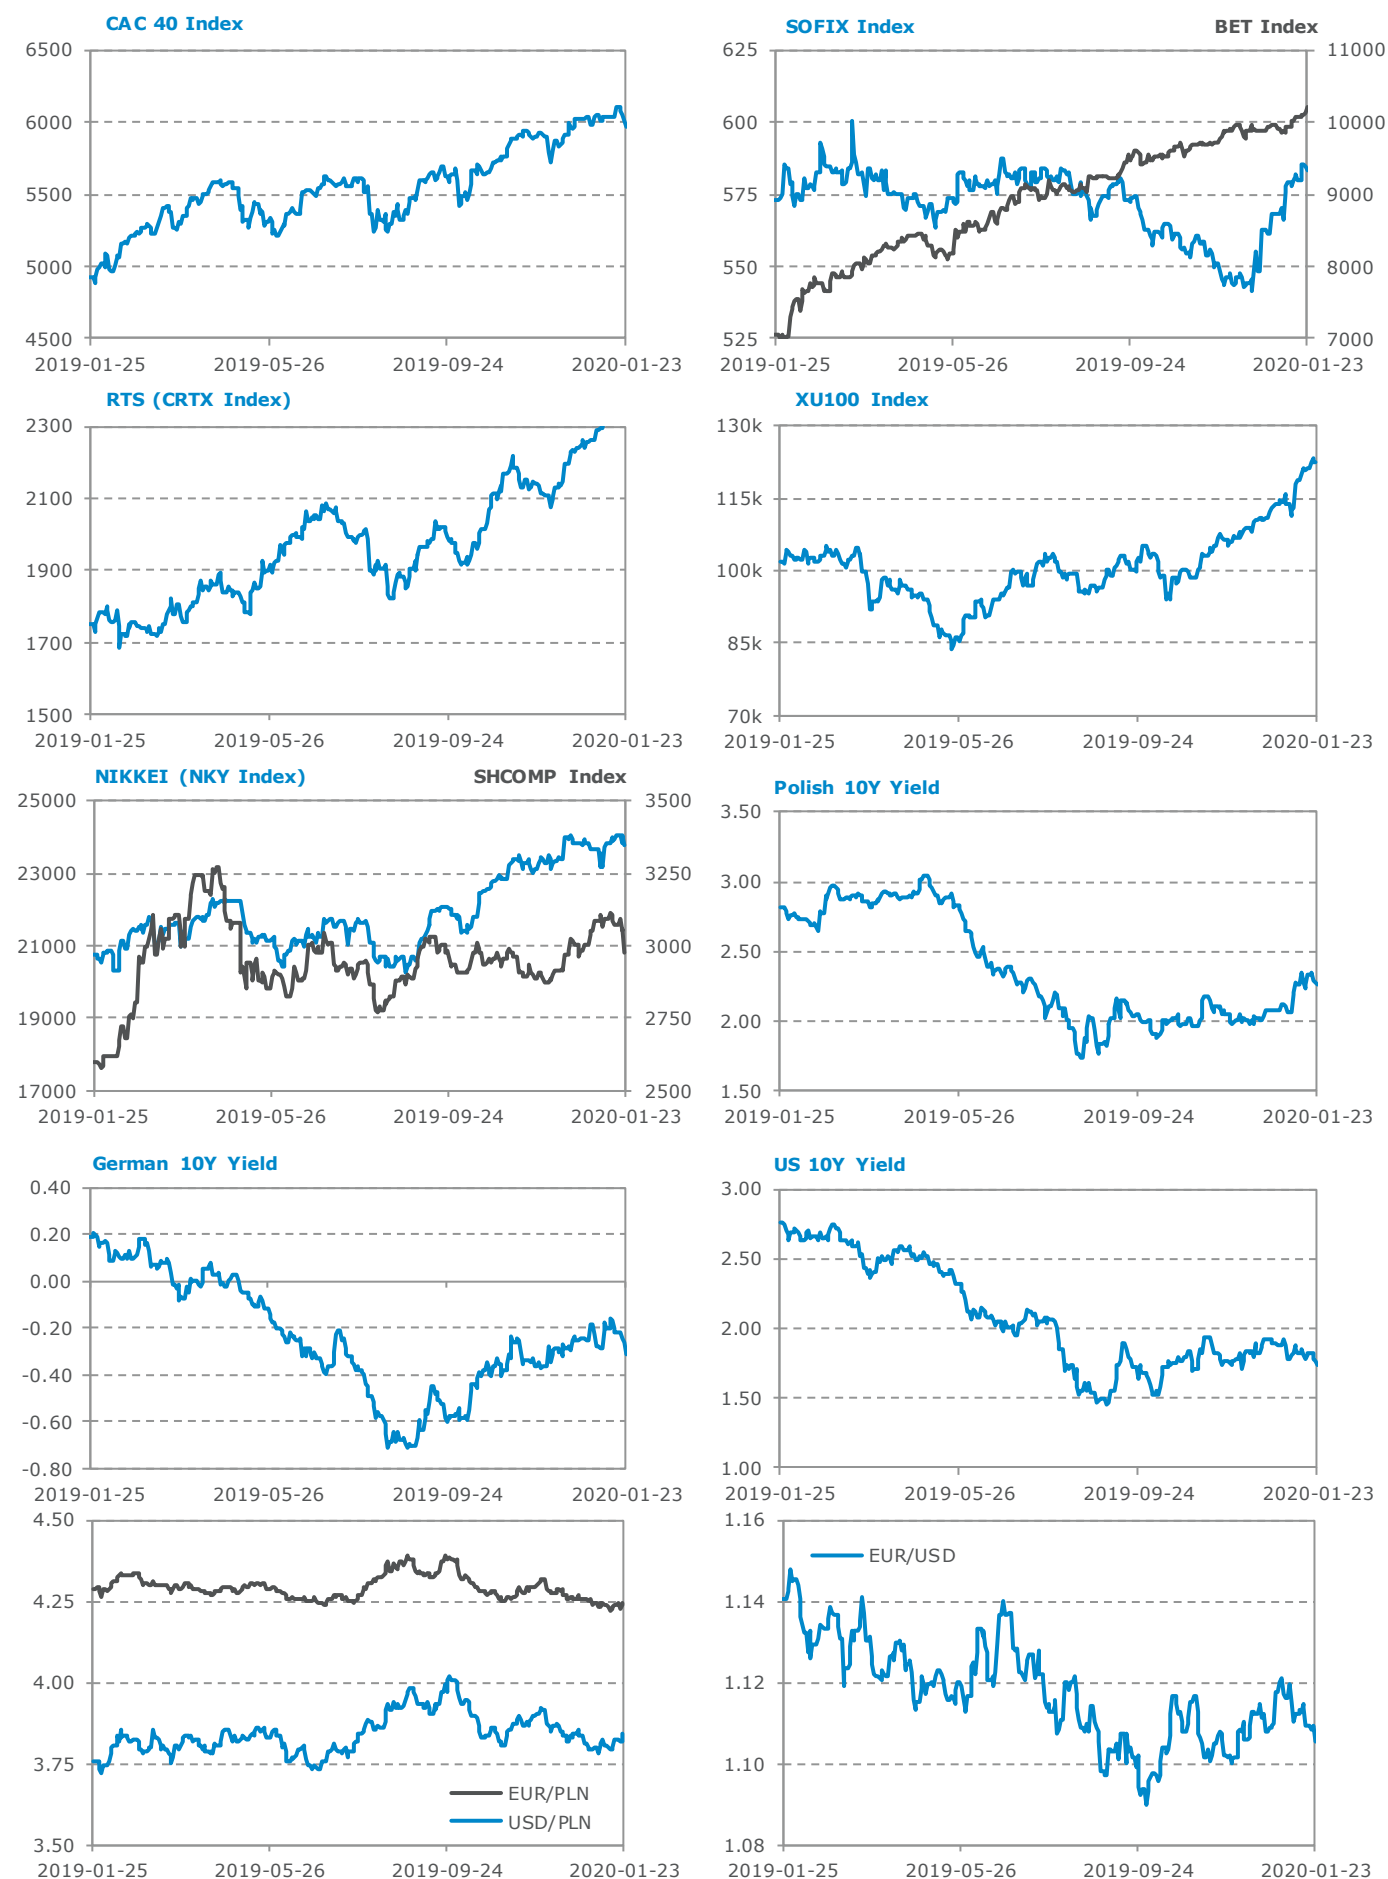 CAC 40 Index
6500
6000
5500
5000
4500
2019-01-25 2019-05-26 2019-09-24 2020-01-23
SOFIX Index BET Index
625 11000
600 10000
575 9000
550 8000
525 7000
2019-01-25 2019-05-26 2019-09-24 2020-01-23
RTS (CRTX Index)
2300
2100
1900
1700
1500
2019-01-25 2019-05-26 2019-09-24 2020-01-23
XU100 Index
130k
115k
100k
85k
70k
2019-01-25 2019-05-26 2019-09-24 2020-01-23
NIKKEI (NKY Index) SHCOMP Index
25000 3500
23000 3250
21000 3000
19000 2750
17000 2500
2019-01-25 2019-05-26 2019-09-24 2020-01-23
Polish 10Y Yield
3.50
3.00
2.50
2.00
1.50
2019-01-25 2019-05-26 2019-09-24 2020-01-23
German 10Y Yield
0.40
0.20
0.00
-0.20
-0.40
-0.60
-0.80
2019-01-25 2019-05-26 2019-09-24 2020-01-23
US 10Y Yield
3.00
2.50
2.00
1.50
1.00
2019-01-25 2019-05-26 2019-09-24 2020-01-23
4.50
4.25
4.00
3.75
3.50
EUR/PLN
USD/PLN
2019-01-25 2019-05-26 2019-09-24 2020-01-23
1.16
EUR/USD
1.14
1.12
1.10
1.08
2019-01-25 2019-05-26 2019-09-24 2020-01-23